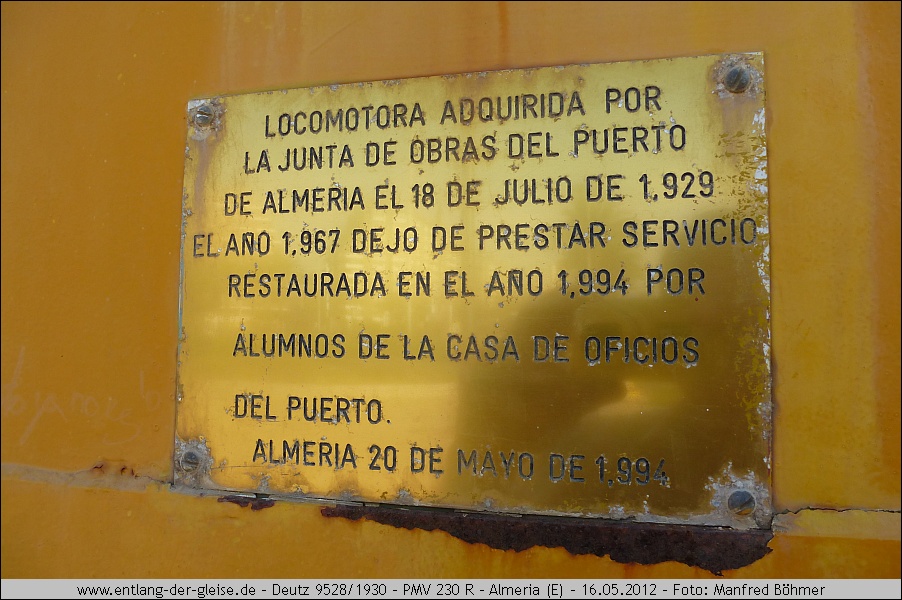 LOCOMOTORA ADQUIRIDA POR
LA JUNTA DE OBRAS DEL PUERTO
DE ALMERIA EL 18 DE JULIO DE 1.929
EL AÑO 1.967 DEJO DE PRESTAR SERVICIO
RESTAURADA EN EL AÑO 1.994 POR
ALUMNOS DE LA CASA DE OFICIOS
DEL PUERTO.
ALMERIA 20 DE MAYO DE 1.994
www.entlang-der-gleise.de - Deutz 9528/1930 - PMV 230 R - Almeria (E) - 16.05.2012 - Foto: Manfred Böhmer